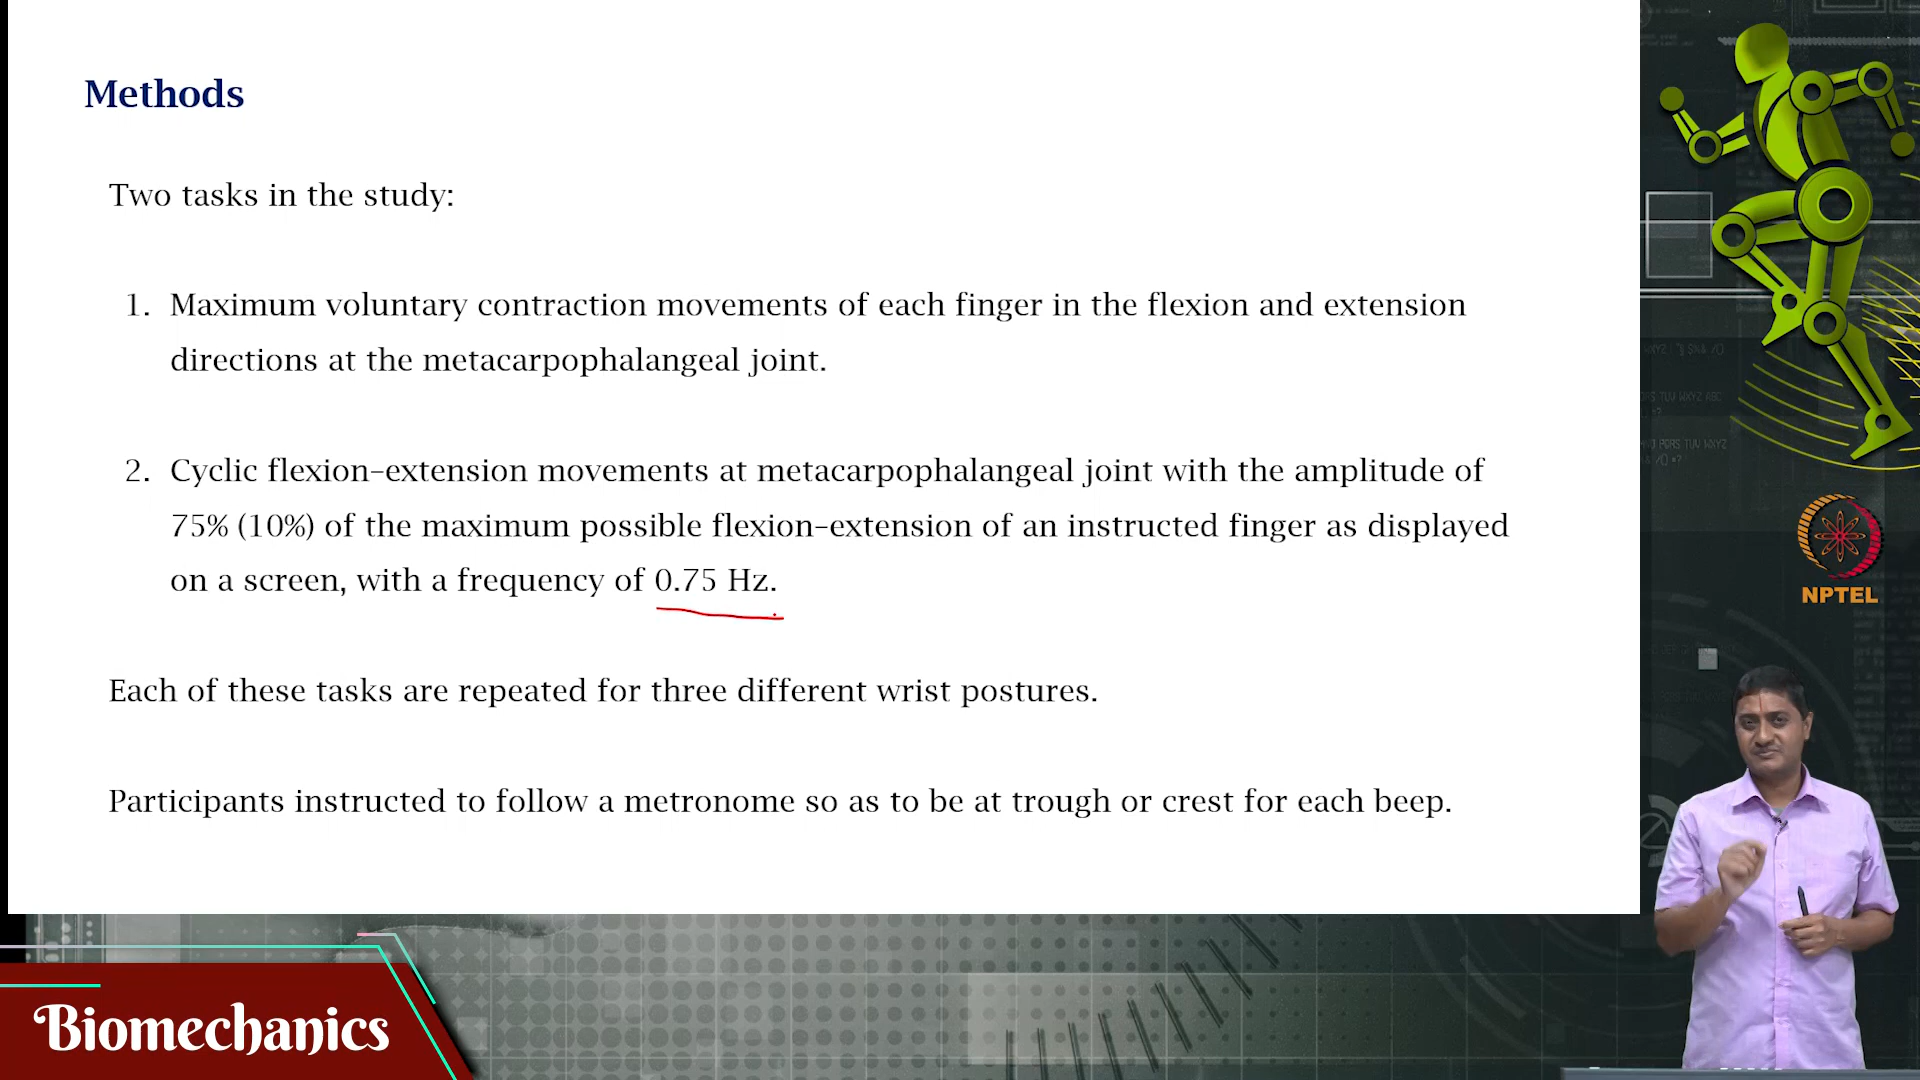 Methods
Two tasks in the study:
1. Maximum voluntary contraction movements of each finger in the flexion and extension
directions at the metacarpophalangeal joint.
2. Cyclic flexion-extension movements at metacarpophalangeal joint with the amplitude of
75% (10%) of the maximum possible flexion-extension of an instructed finger as displayed
on a screen, with a frequency of 0.75 Hz.
Each of these tasks are repeated for three different wrist postures.
Participants instructed to follow a metronome so as to be at trough or crest for each beep.
NPTEL
Biomechanics